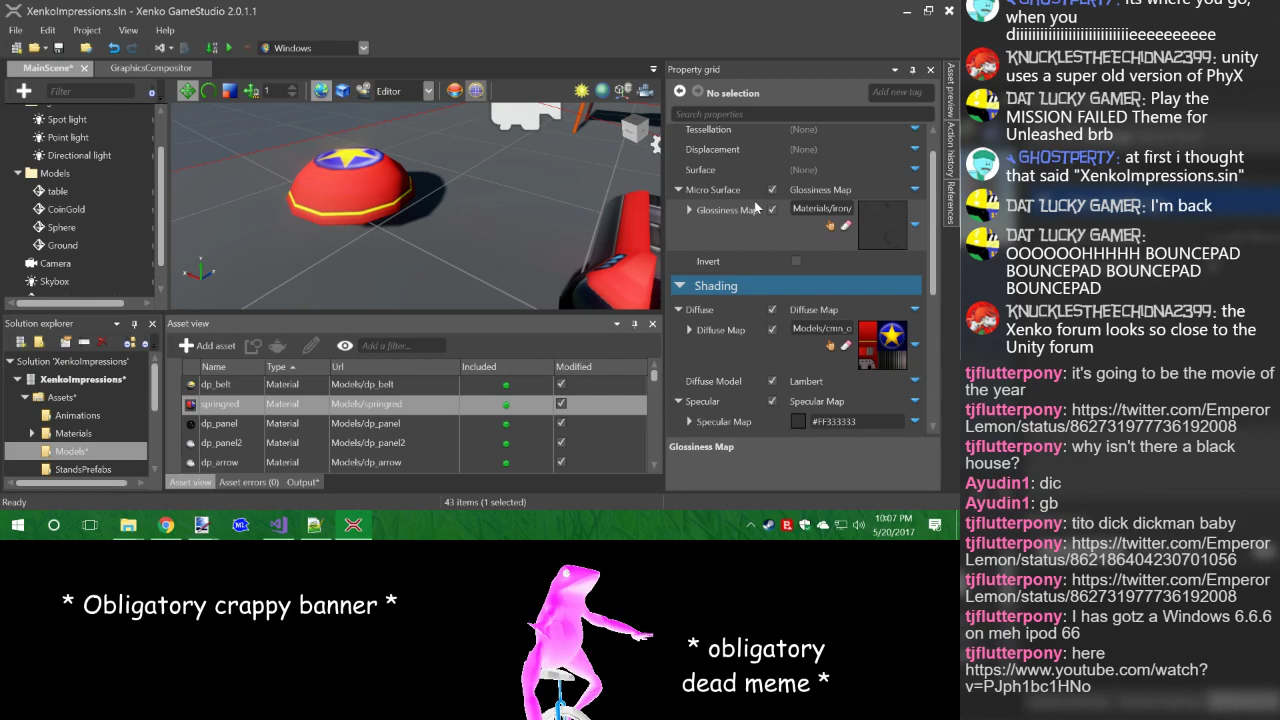 XenkoImpressions.sln - Xenko GameStudio 2.0.1.1
File Edit Project View Help
Windows
MainScene* GraphicsCompositor
Filter
1
Editor
Spot light
Point light
Directional light
Models
table
CoinGold
Sphere
Ground
Camera
Skybox
Property grid
No selection
Add new tag
Search properties
Tessellation (None)
Displacement (None)
Surface (None)
Micro Surface Glossiness Map
Glossiness Map Materials/iron/
Invert
Shading
Diffuse Diffuse Map
Diffuse Map Models/cmn_o
Diffuse Model Lambert
Specular Specular Map
Specular Map #FF333333
Glossiness Map
Asset preview
Action history
References
Solution explorer
Solution 'XenkoImpressions'
XenkoImpressions*
Assets*
Animations
Materials
Models*
StandsPrefabs
Asset view
Add asset
Add a filter...
Name Type Url Included Modified
dp_belt Material Models/dp_belt
springred Material Models/springred
dp_panel Material Models/dp_panel
dp_panel2 Material Models/dp_panel2
dp_arrow Material Models/dp_arrow
Asset view Asset errors (0) Output*
Ready
43 items (1 selected)
10:07 PM
5/20/2017
* Obligatory crappy banner *
* obligatory
dead meme *
GHOSTPERTY: its where you go,
when you
diiiiiiiiiiiiiiiiiiiiiiiiiiiieeeeeeeeee
KNUCKLESTHEECHIDNA2399: unity
uses a super old version of PhyX
DAT LUCKY GAMER: Play the
MISSION FAILED Theme for
Unleashed brb
GHOSTPERTY: at first i thought
that said "XenkoImpressions.sin"
DAT LUCKY GAMER: I'm back
DAT LUCKY GAMER:
OOOOOOHHHHH BOUNCEPAD
BOUNCEPAD BOUNCEPAD
BOUNCEPAD
KNUCKLESTHEECHIDNA2399: the
Xenko forum looks so close to the
Unity forum
tjflutterpony: it's going to be the movie of
the year
tjflutterpony: https://twitter.com/Emperor
Lemon/status/862731977736192008
tjflutterpony: why isn't there a black
house?
Ayudin1: dic
Ayudin1: gb
tjflutterpony: tito dick dickman baby
tjflutterpony: https://twitter.com/Emperor
Lemon/status/862186404230701056
tjflutterpony: https://twitter.com/Emperor
Lemon/status/862731977736192008
tjflutterpony: I has gotz a Windows 6.6.6
on meh ipod 66
tjflutterpony: here
https://www.youtube.com/watch?
v=PJph1bc1HNo